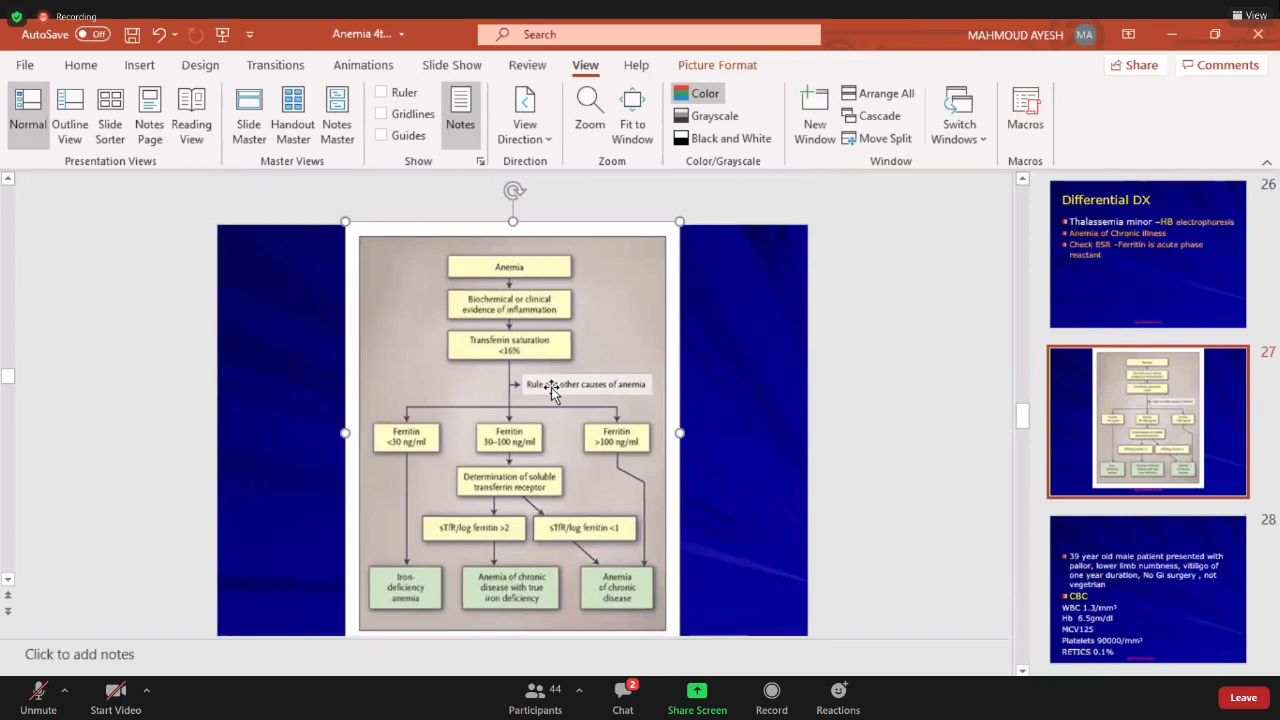 Recording
View
AutoSave Off
Anemia 4t...
Search
MAHMOUD AYESH MA
File Home Insert Design Transitions Animations Slide Show Review View Help Picture Format
Share Comments
Normal Outline View Slide Sorter Notes Page Reading View
Presentation Views
Slide Master Handout Master Notes Master
Master Views
Ruler
Gridlines
Guides
Show
Notes
View Direction
Direction
Zoom Fit to Window
Zoom
Color
Grayscale
Black and White
Color/Grayscale
New Window
Arrange All
Cascade
Move Split
Switch Windows
Window
Macros
Macros
Anemia
Biochemical or clinical
evidence of inflammation
Transferrin saturation
<16%
Rule other causes of anemia
Ferritin
<30 ng/ml
Ferritin
30–100 ng/ml
Ferritin
>100 ng/ml
Determination of soluble
transferrin receptor
sTfR/log ferritin >2
sTfR/log ferritin <1
Iron-
deficiency
anemia
Anemia of chronic
disease with true
iron deficiency
Anemia
of chronic
disease
Click to add notes
26
Differential DX
Thalassemia minor –HB electrophoresis
Anemia of Chronic illness
Check ESR –Ferritin is acute phase
reactant
27
28
39 year old male patient presented with
pallor, lower limb numbness, vitiligo of
one year duration, No GI surgery , not
vegetrian
CBC
WBC 1.3/mm³
Hb 6.5gm/dl
MCV125
Platelets 90000/mm³
RETICS 0.1%
Unmute
Start Video
44
Participants
2
Chat
Share Screen
Record
Reactions
Leave